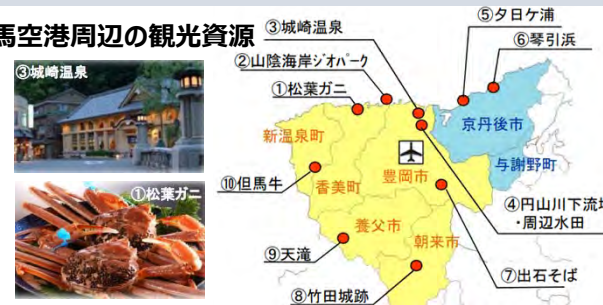 馬空港周辺の観光資源
③城崎温泉
⑤夕日ケ浦
⑥琴引浜
③城崎温泉
②山陰海岸ｼﾞｵﾊﾟｰｸ
①松葉ガニ
京丹後市
新温泉町
与謝野町
①松葉ガニ
⑩但馬牛
香美町
豊岡市
④円山川下流域
・周辺水田
養父市
朝来市
⑨天滝
⑦出石そば
⑧竹田城跡